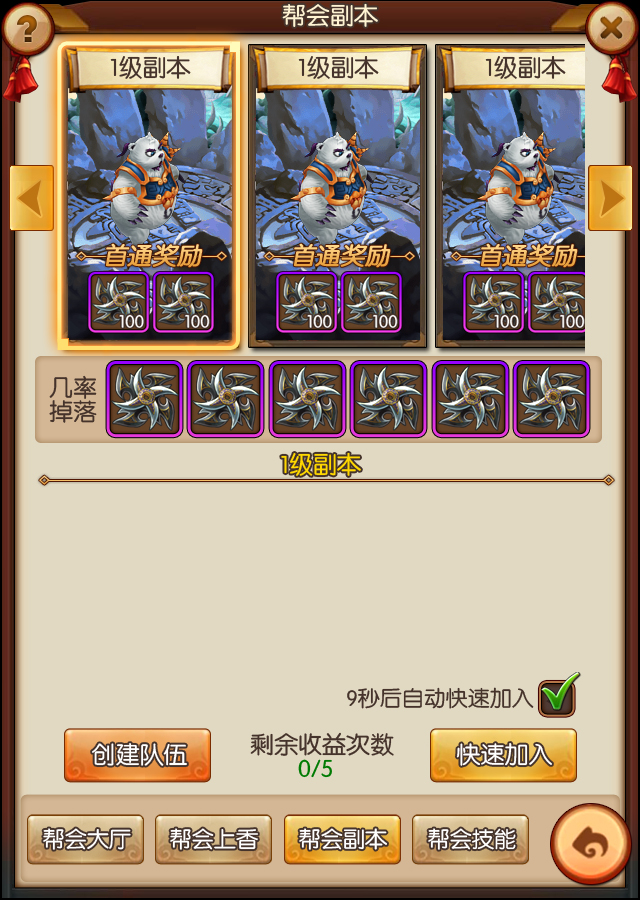 帮会副本
?
1级副本
1级副本
1级副本
首通奖励
首通奖励
首通奖励
100
100
100
100
100
100
几率
掉落
1级副本
9秒后自动快速加入
创建队伍
剩余收益次数
0/5
快速加入
帮会大厅
帮会上香
帮会副本
帮会技能